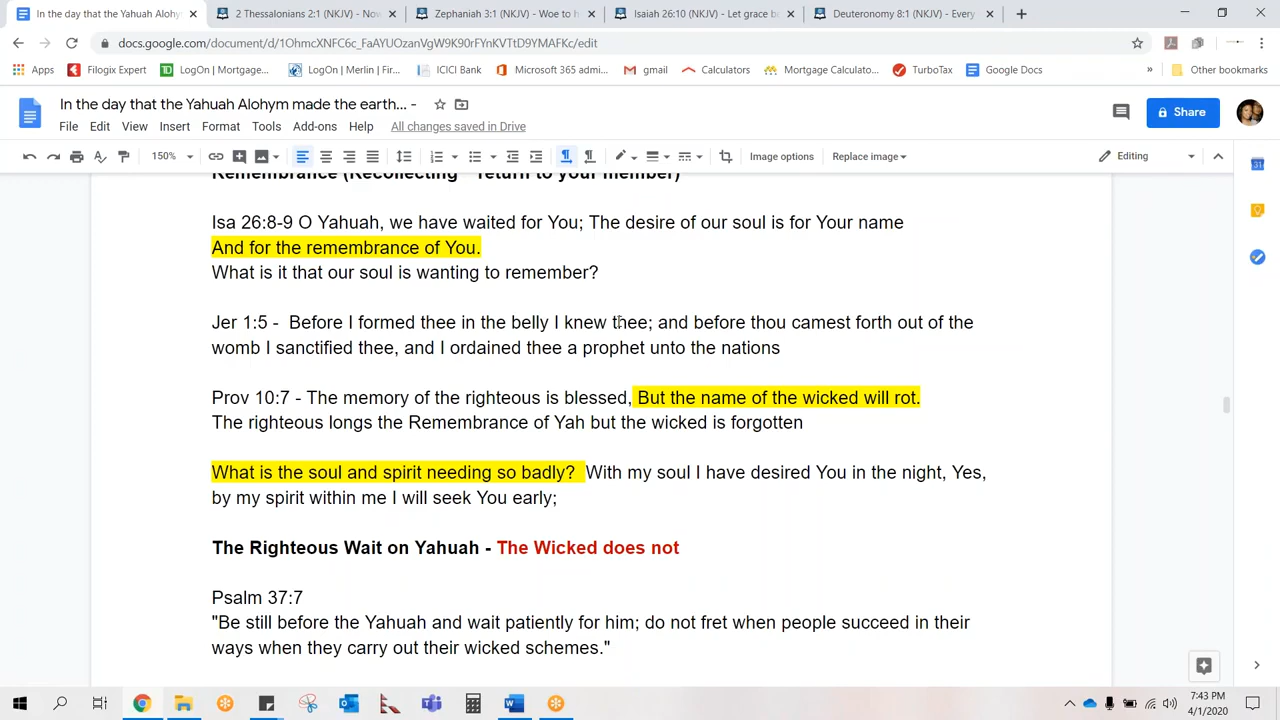 In the day that the Yahuah Alohym
2 Thessalonians 2:1 (NKJV) - Now
Zephaniah 3:1 (NKJV) - Woe to h
Isaiah 26:10 (NKJV) - Let grace b
Deuteronomy 8:1 (NKJV) - Every
docs.google.com/document/d/1OhmcXNFC6c_FaAYUOzanVgW9K90rFYnKVTtD9YMAFKc/edit
Apps
Filogix Expert
LogOn | Mortgage...
LogOn | Merlin | Fir...
ICICI Bank
Microsoft 365 admi...
gmail
Calculators
Mortgage Calculato...
TurboTax
Google Docs
»
Other bookmarks
In the day that the Yahuah Alohym made the earth... -
Share
File Edit View Insert Format Tools Add-ons Help All changes saved in Drive
150% Image options Replace image Editing
Remembrance (Recollecting - return to your member)
Isa 26:8-9 O Yahuah, we have waited for You; The desire of our soul is for Your name
And for the remembrance of You.
What is it that our soul is wanting to remember?
Jer 1:5 - Before I formed thee in the belly I knew thee; and before thou camest forth out of the
womb I sanctified thee, and I ordained thee a prophet unto the nations
Prov 10:7 - The memory of the righteous is blessed, But the name of the wicked will rot.
The righteous longs the Remembrance of Yah but the wicked is forgotten
What is the soul and spirit needing so badly? With my soul I have desired You in the night, Yes,
by my spirit within me I will seek You early;
The Righteous Wait on Yahuah - The Wicked does not
Psalm 37:7
"Be still before the Yahuah and wait patiently for him; do not fret when people succeed in their
ways when they carry out their wicked schemes."
7:43 PM
4/1/2020